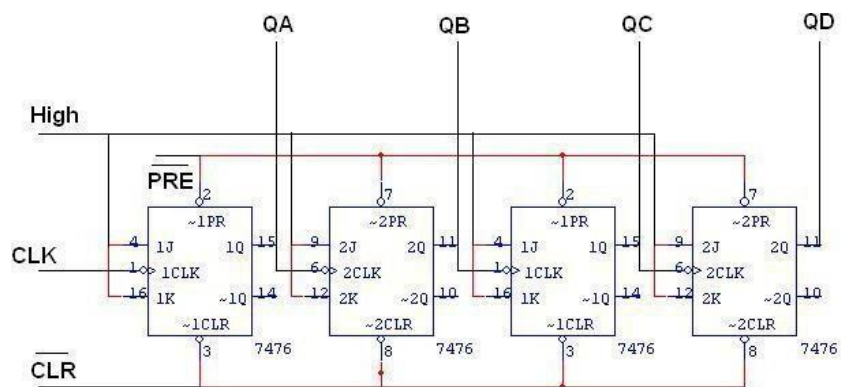 QA QB QC QD
High
PRE
2 7 2 7
~1PR ~2PR ~1PR ~2PR
4 1J 1Q 15 9 2J 2Q 11 4 1J 1Q 15 9 2J 2Q 11
CLK
1 1CLK 6 2CLK 1 1CLK 6 2CLK
16 1K ~1Q 14 12 2K ~2Q 10 16 1K ~1Q 14 12 2K ~2Q 10
~1CLR ~2CLR ~1CLR ~2CLR
3 7476 8 7476 3 7476 8 7476
CLR